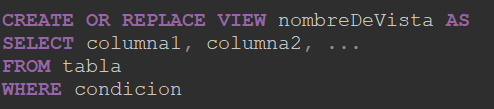 CREATE OR REPLACE VIEW nombreDeVista AS
SELECT columna1, columna2, ...
FROM tabla
WHERE condicion